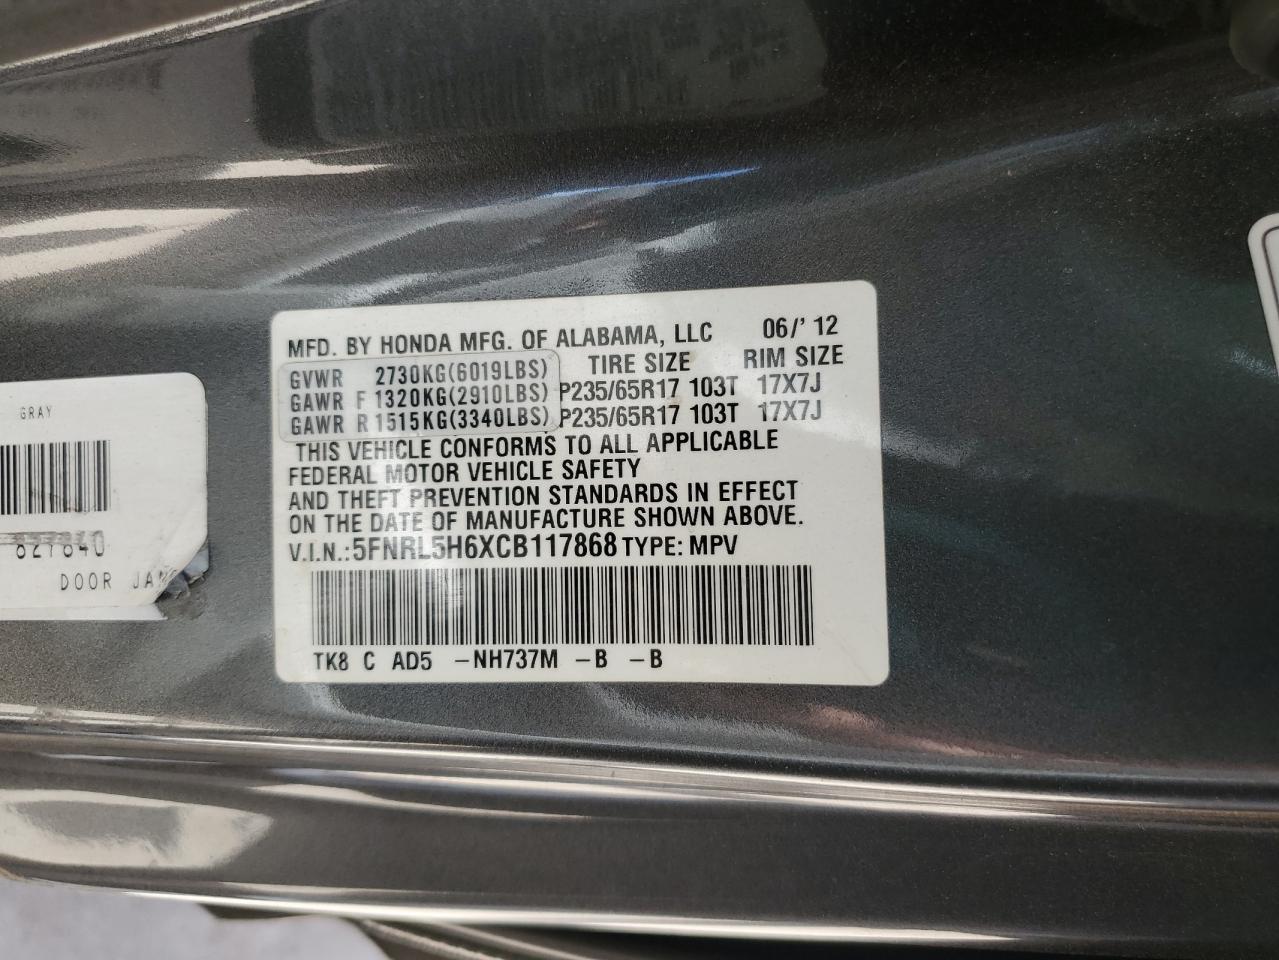 MFD. BY HONDA MFG. OF ALABAMA, LLC 06/'12
TIRE SIZE RIM SIZE
GVWR 2730KG(6019LBS)
GAWR F 1320KG(2910LBS) P235/65R17 103T 17X7J
GAWR R 1515KG(3340LBS) P235/65R17 103T 17X7J
THIS VEHICLE CONFORMS TO ALL APPLICABLE
FEDERAL MOTOR VEHICLE SAFETY
AND THEFT PREVENTION STANDARDS IN EFFECT
ON THE DATE OF MANUFACTURE SHOWN ABOVE.
V.I.N.:5FNRL5H6XCB117868 TYPE: MPV
TK8 C AD5 -NH737M -B -B
GRAY
827840
DOOR